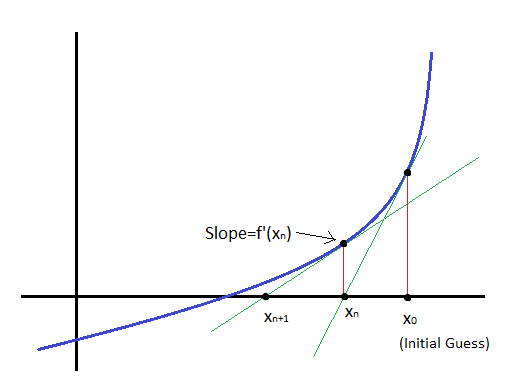 Slope=f'(xₙ)
xₙ₊₁
xₙ
x₀
(Initial Guess)